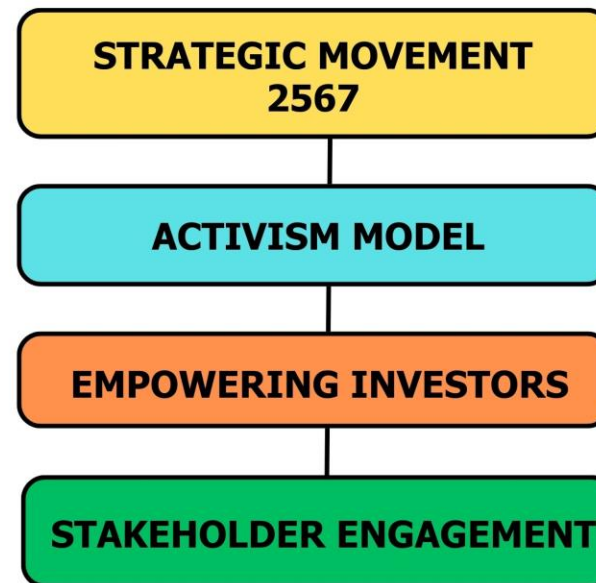 STRATEGIC MOVEMENT
2567
ACTIVISM MODEL
EMPOWERING INVESTORS
STAKEHOLDER ENGAGEMENT